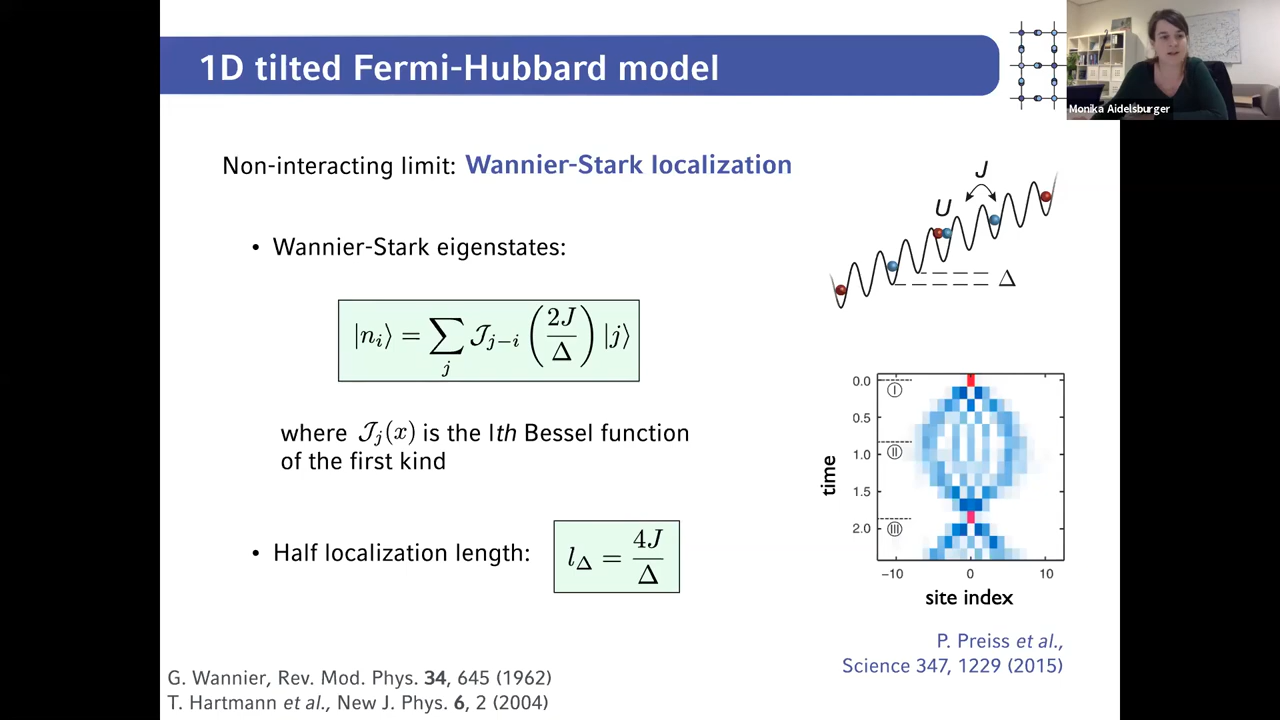 1D tilted Fermi-Hubbard model
Monika Aidelsburger
Non-interacting limit: Wannier-Stark localization
J
U
Δ
• Wannier-Stark eigenstates:
|n_i⟩ = ∑_j 𝒥_{j−i} (2J/Δ) |j⟩
where 𝒥_j(x) is the lth Bessel function
of the first kind
• Half localization length:
l_Δ = 4J/Δ
time
0.0
0.5
1.0
1.5
2.0
Ⓘ
Ⅱ
Ⅲ
−10 0 10
site index
P. Preiss et al.,
Science 347, 1229 (2015)
G. Wannier, Rev. Mod. Phys. 34, 645 (1962)
T. Hartmann et al., New J. Phys. 6, 2 (2004)